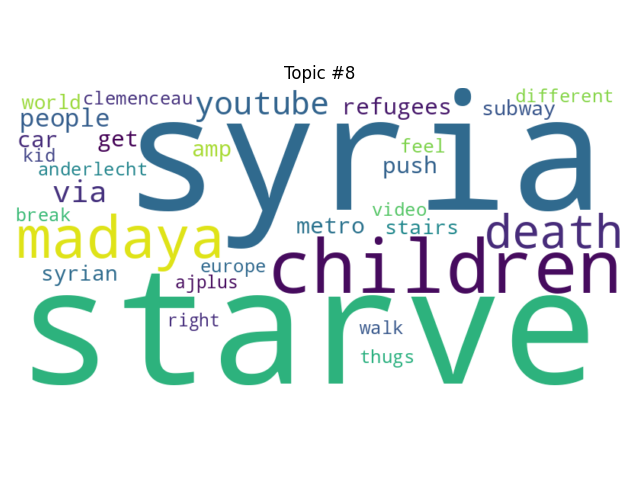 Topic #8
world clemenceau youtube refugees subway different
people
car get amp syria feel push
kid
anderlecht
via
break video
madaya metro stairs death
syrian europe children
ajplus
starve
right walk
thugs